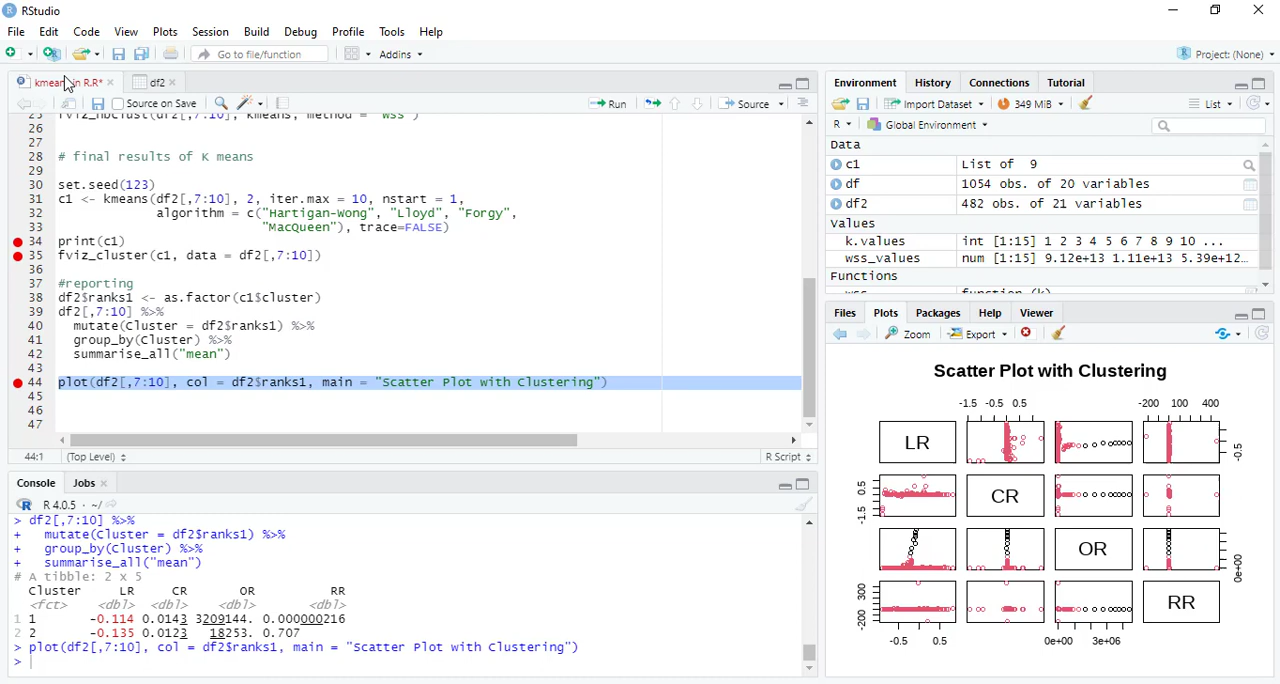 RStudio
File Edit Code View Plots Session Build Debug Profile Tools Help
Go to file/function Addins Project: (None)
in R.R* df2
Source on Save Run Source
26
27
28 # final results of K means
29
30 set.seed(123)
31 c1 <- kmeans(df2[,7:10], 2, iter.max = 10, nstart = 1,
32 algorithm = c("Hartigan-Wong", "Lloyd", "Forgy",
33 "MacQueen"), trace=FALSE)
34 print(c1)
35 fviz_cluster(c1, data = df2[,7:10])
36
37 #reporting
38 df2$ranks1 <- as.factor(c1$cluster)
39 df2[,7:10] %>%
40 mutate(Cluster = df2$ranks1) %>%
41 group_by(Cluster) %>%
42 summarise_all("mean")
43
44 plot(df2[,7:10], col = df2$ranks1, main = "Scatter Plot with Clustering")
45
46
47
44:1 (Top Level) R Script
Console Jobs
R 4.0.5 · ~/
> df2[,7:10] %>%
+ mutate(Cluster = df2$ranks1) %>%
+ group_by(Cluster) %>%
+ summarise_all("mean")
# A tibble: 2 x 5
Cluster LR CR OR RR
<fct> <dbl> <dbl> <dbl> <dbl>
1 1 -0.114 0.0143 3209144. 0.000000216
2 2 -0.135 0.0123 18253. 0.707
> plot(df2[,7:10], col = df2$ranks1, main = "Scatter Plot with Clustering")
>
Environment History Connections Tutorial
Import Dataset 349 MiB List
R Global Environment
Data
c1 List of 9
df 1054 obs. of 20 variables
df2 482 obs. of 21 variables
Values
k.values int [1:15] 1 2 3 4 5 6 7 8 9 10 ...
wss_values num [1:15] 9.12e+13 1.11e+13 5.39e+12...
Functions
Files Plots Packages Help Viewer
Zoom Export
Scatter Plot with Clustering
-1.5 -0.5 0.5 -200 100 400
LR -0.5
-1.5 0.5 CR
OR 0e+00
-200 300 RR
-0.5 0.5 0e+00 3e+06